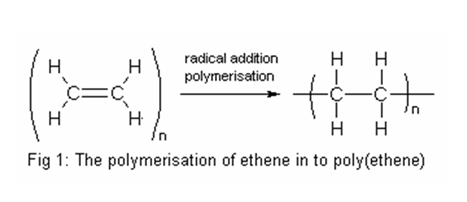 H H radical addition H H
C=C polymerisation C C
H H n H H n
Fig 1: The polymerisation of ethene in to poly(ethene)